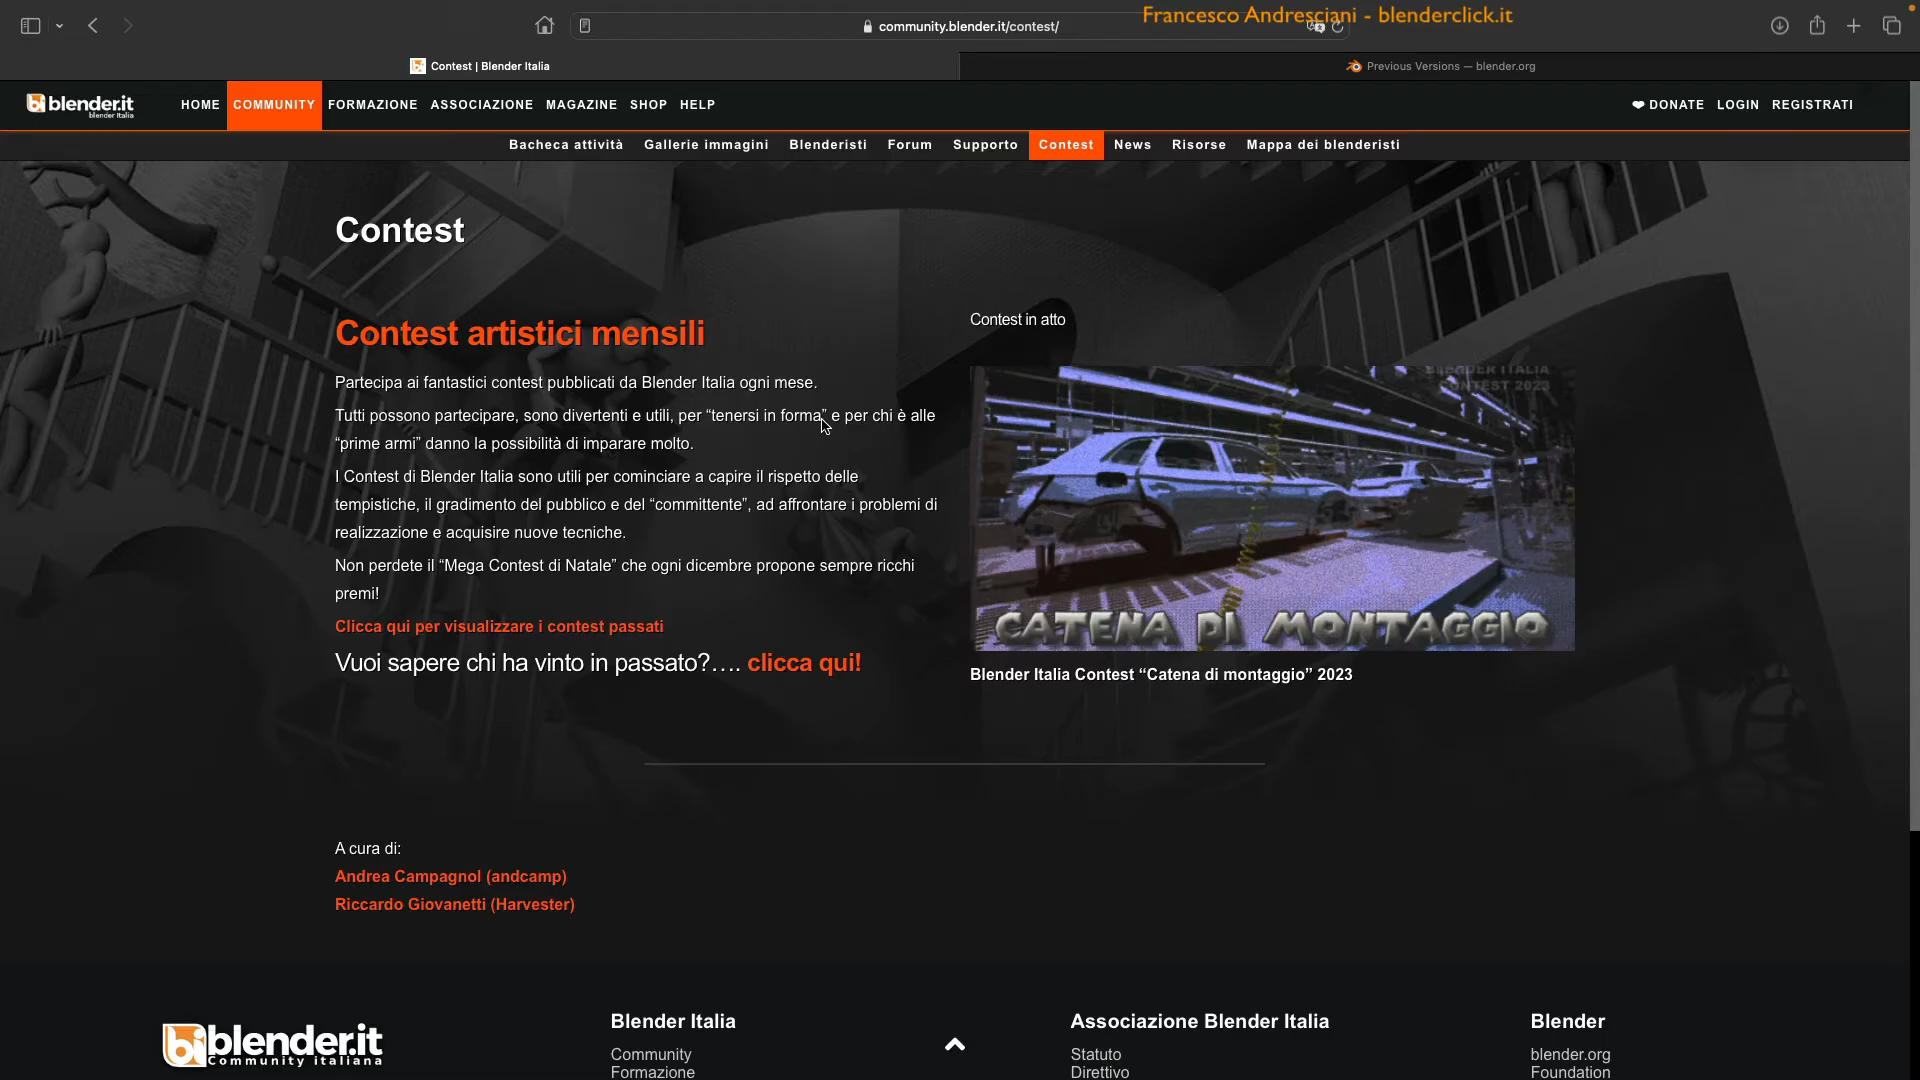 Francesco Andresciani - blenderclick.it
community.blender.it/contest/
Contest | Blender Italia
Previous Versions — blender.org
blender.it
blender Italia
HOME COMMUNITY FORMAZIONE ASSOCIAZIONE MAGAZINE SHOP HELP
DONATE LOGIN REGISTRATI
Bacheca attività Gallerie immagini Blenderisti Forum Supporto Contest News Risorse Mappa dei blenderisti
Contest
Contest artistici mensili
Partecipa ai fantastici contest pubblicati da Blender Italia ogni mese.
Tutti possono partecipare, sono divertenti e utili, per “tenersi in forma” e per chi è alle
“prime armi” danno la possibilità di imparare molto.
I Contest di Blender Italia sono utili per cominciare a capire il rispetto delle
tempistiche, il gradimento del pubblico e del “committente”, ad affrontare i problemi di
realizzazione e acquisire nuove tecniche.
Non perdete il “Mega Contest di Natale” che ogni dicembre propone sempre ricchi
premi!
Clicca qui per visualizzare i contest passati
Vuoi sapere chi ha vinto in passato?…. clicca qui!
Contest in atto
BLENDER ITALIA
CONTEST 2023
CATENA DI MONTAGGIO
Blender Italia Contest “Catena di montaggio” 2023
A cura di:
Andrea Campagnol (andcamp)
Riccardo Giovanetti (Harvester)
blender.it
Community italiana
Blender Italia
Community
Formazione
Associazione Blender Italia
Statuto
Direttivo
Blender
blender.org
Foundation